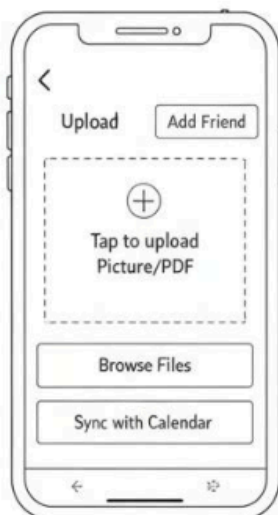 Upload
Add Friend
Tap to upload
Picture/PDF
Browse Files
Sync with Calendar